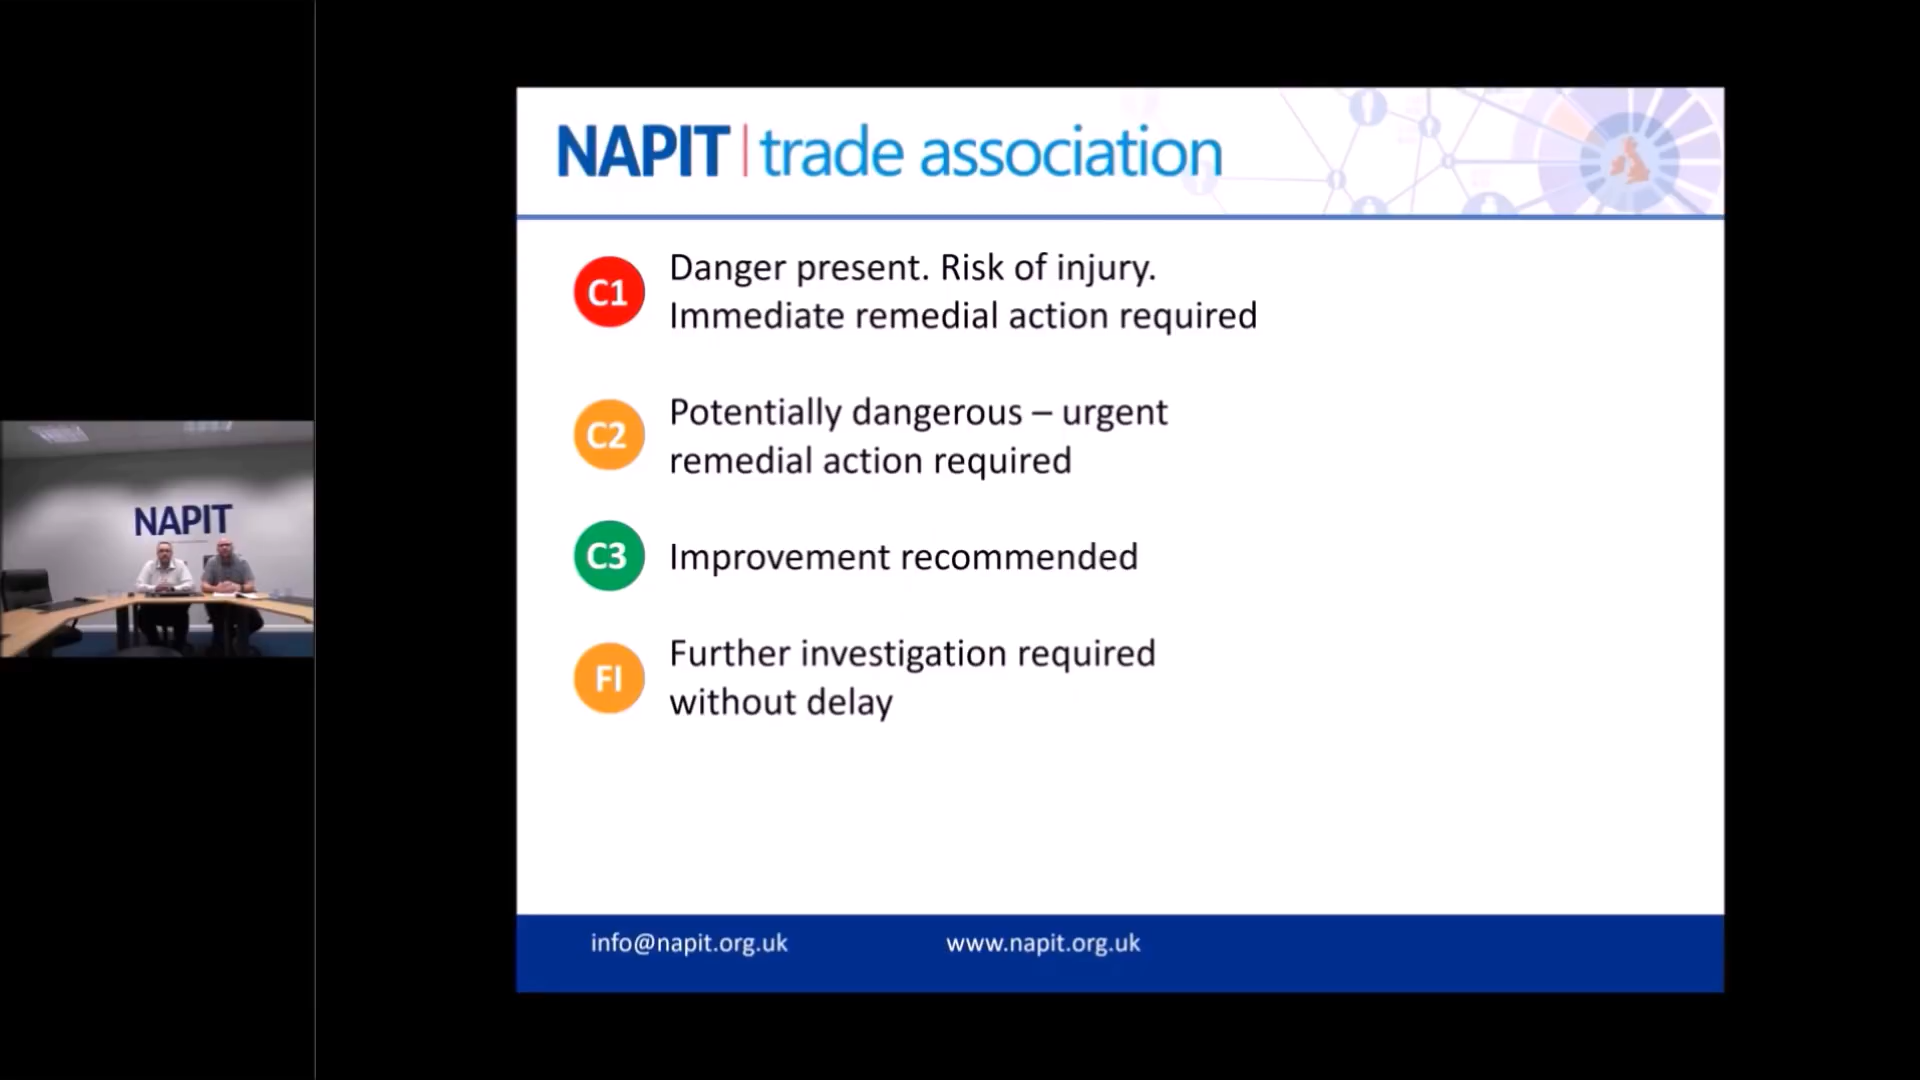 NAPIT
NAPIT | trade association
C1
Danger present. Risk of injury.
Immediate remedial action required
C2
Potentially dangerous – urgent
remedial action required
C3
Improvement recommended
FI
Further investigation required
without delay
info@napit.org.uk
www.napit.org.uk